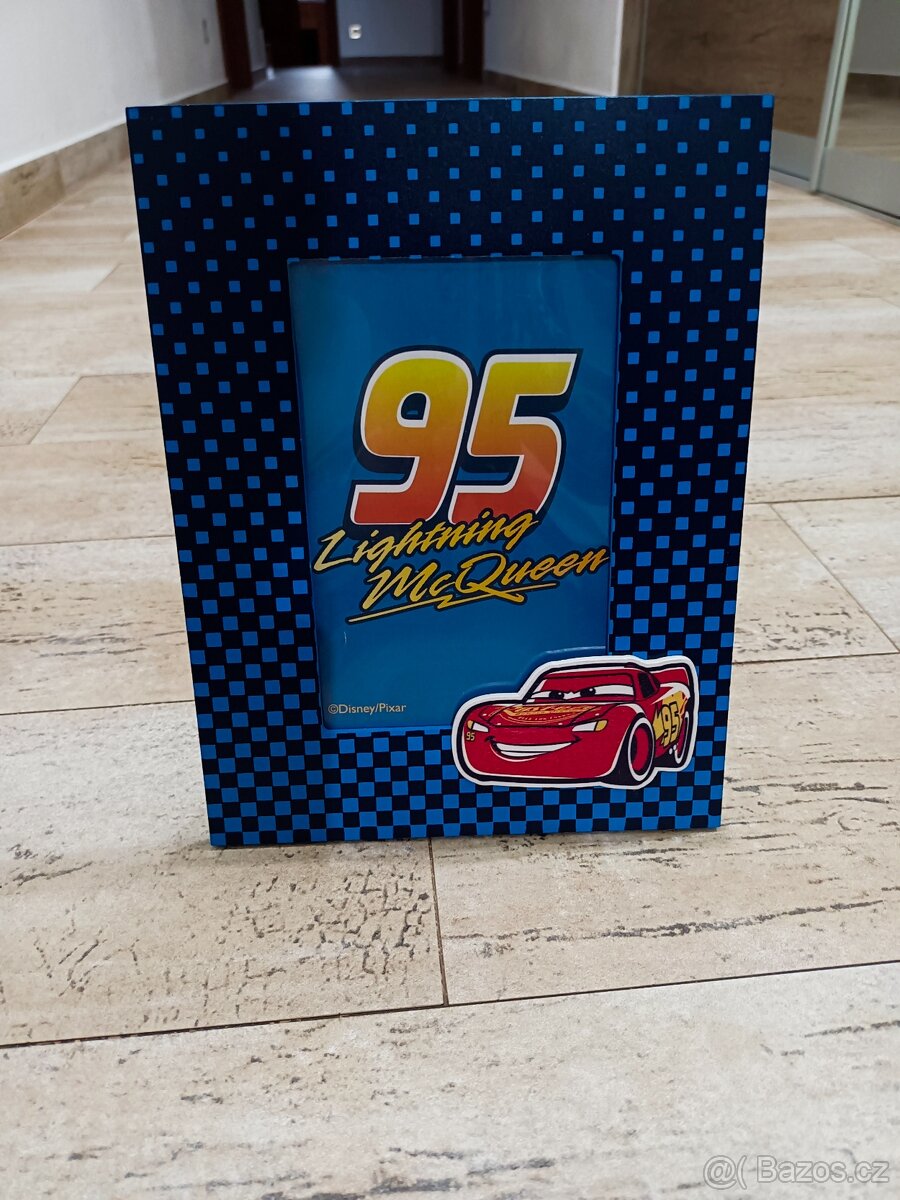 95
Lightning
McQueen
©Disney/Pixar
95
95
@( Bazos.cz